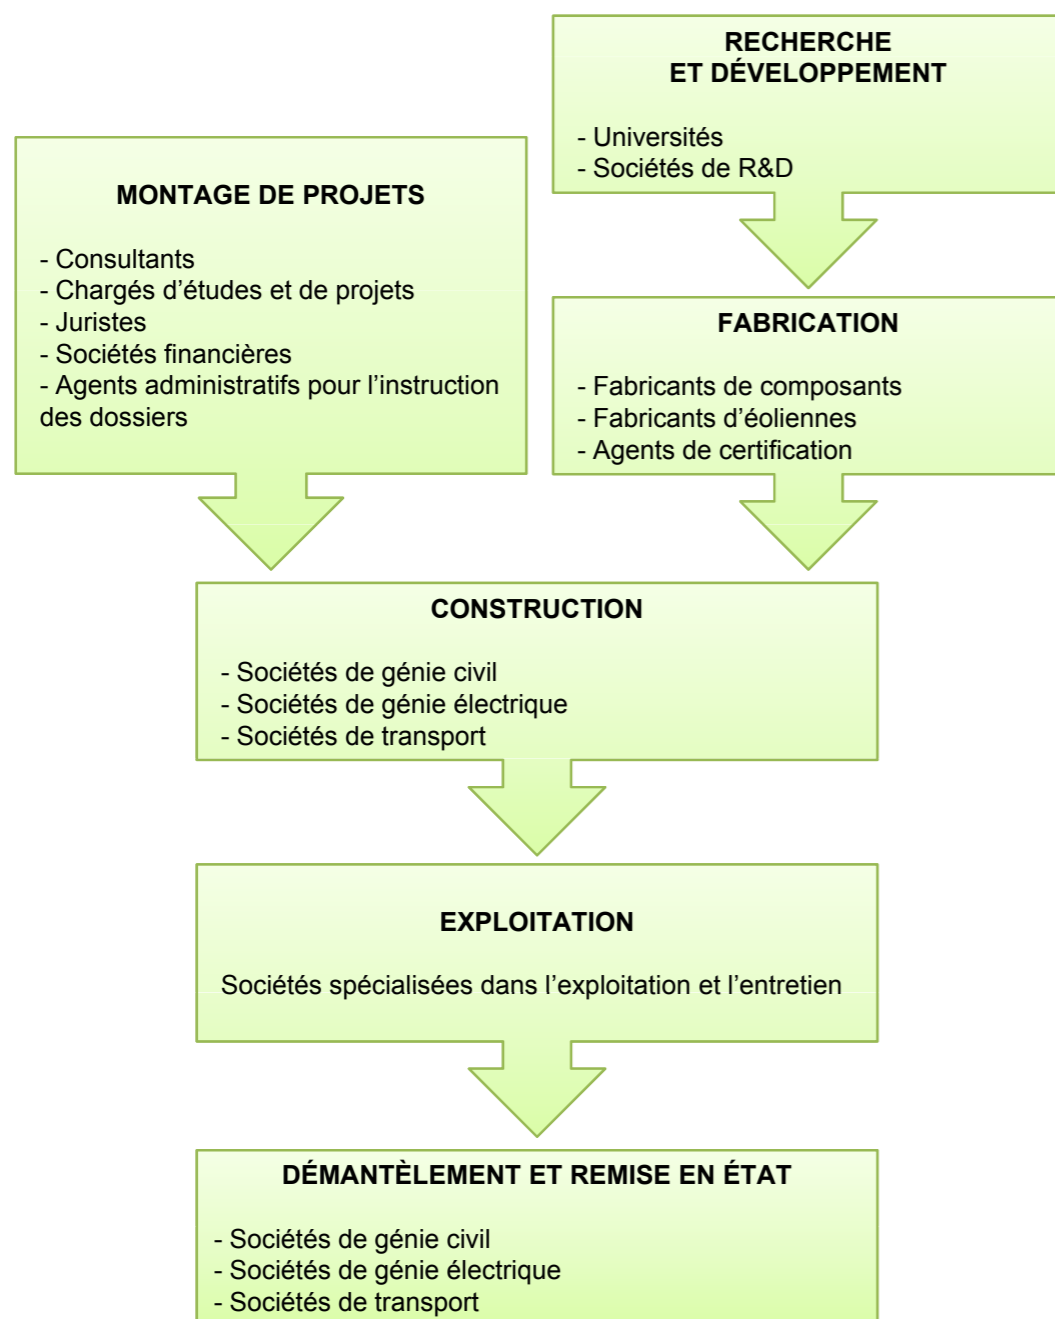 RECHERCHE
ET DÉVELOPPEMENT
- Universités
- Sociétés de R&D
MONTAGE DE PROJETS
- Consultants
- Chargés d’études et de projets
- Juristes
- Sociétés financières
- Agents administratifs pour l’instruction
des dossiers
FABRICATION
- Fabricants de composants
- Fabricants d’éoliennes
- Agents de certification
CONSTRUCTION
- Sociétés de génie civil
- Sociétés de génie électrique
- Sociétés de transport
EXPLOITATION
Sociétés spécialisées dans l’exploitation et l’entretien
DÉMANTÈLEMENT ET REMISE EN ÉTAT
- Sociétés de génie civil
- Sociétés de génie électrique
- Sociétés de transport